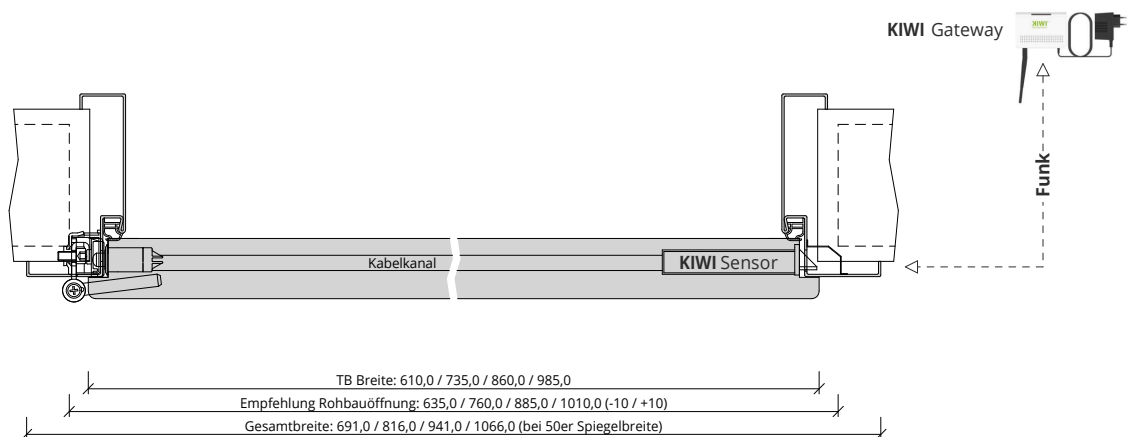 KIWI Gateway
KIWI
Funk
Kabelkanal
KIWI Sensor
TB Breite: 610,0 / 735,0 / 860,0 / 985,0
Empfehlung Rohbauöffnung: 635,0 / 760,0 / 885,0 / 1010,0 (-10 / +10)
Gesamtbreite: 691,0 / 816,0 / 941,0 / 1066,0 (bei 50er Spiegelbreite)